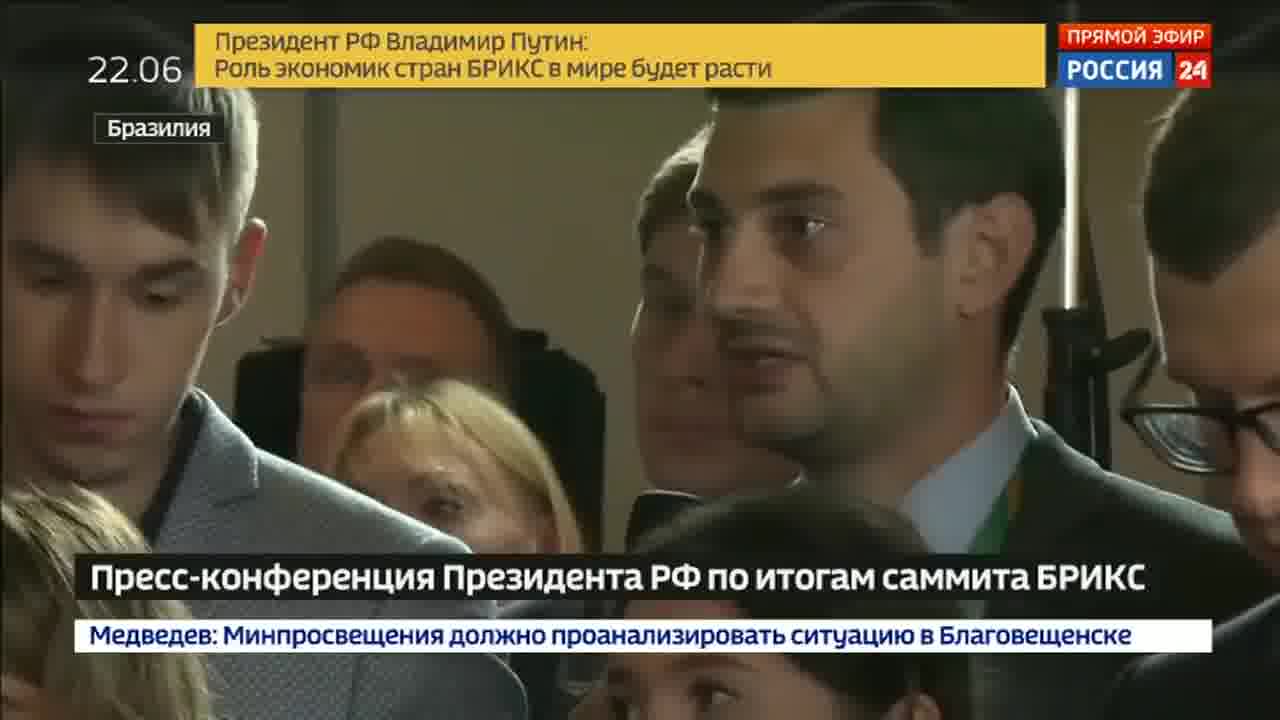 22.06
Президент РФ Владимир Путин:
Роль экономик стран БРИКС в мире будет расти
ПРЯМОЙ ЭФИР
РОССИЯ 24
Бразилия
Пресс-конференция Президента РФ по итогам саммита БРИКС
Медведев: Минпросвещения должно проанализировать ситуацию в Благовещенске